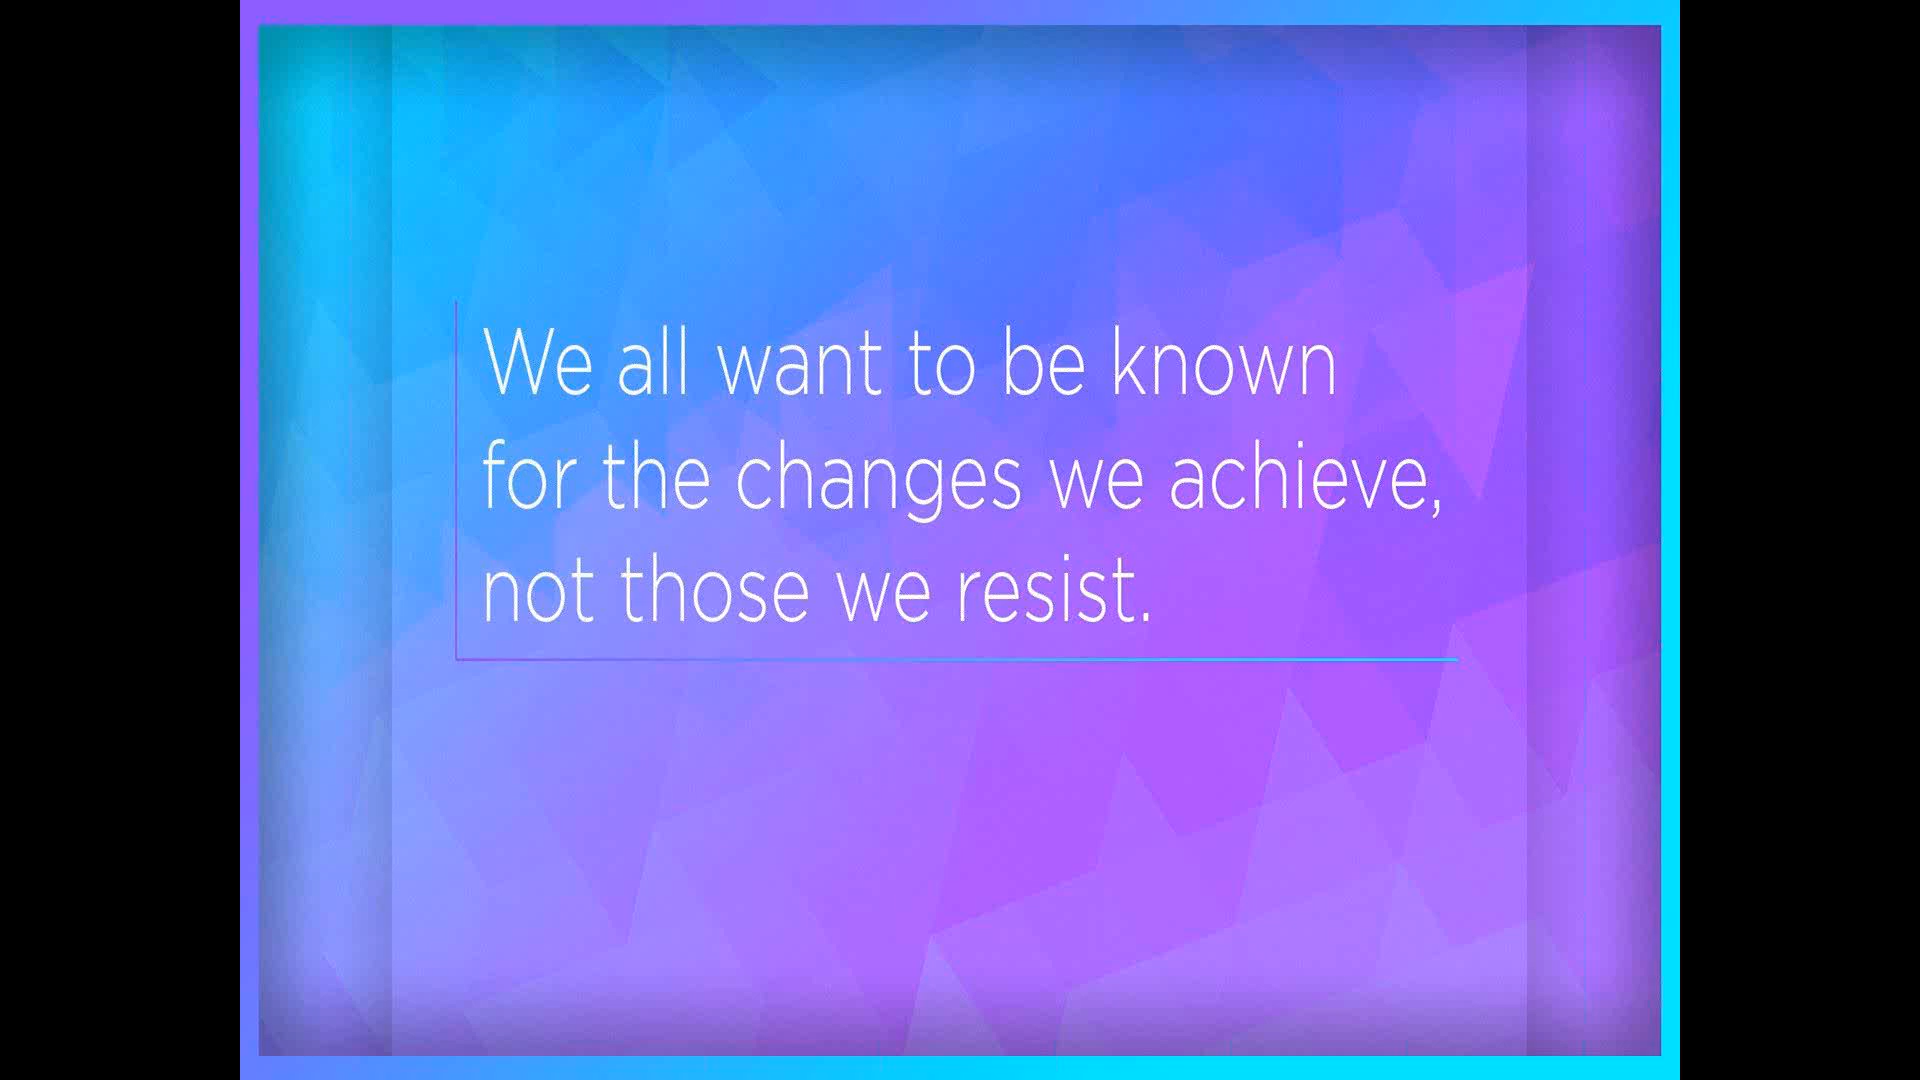 We all want to be known
for the changes we achieve,
not those we resist.